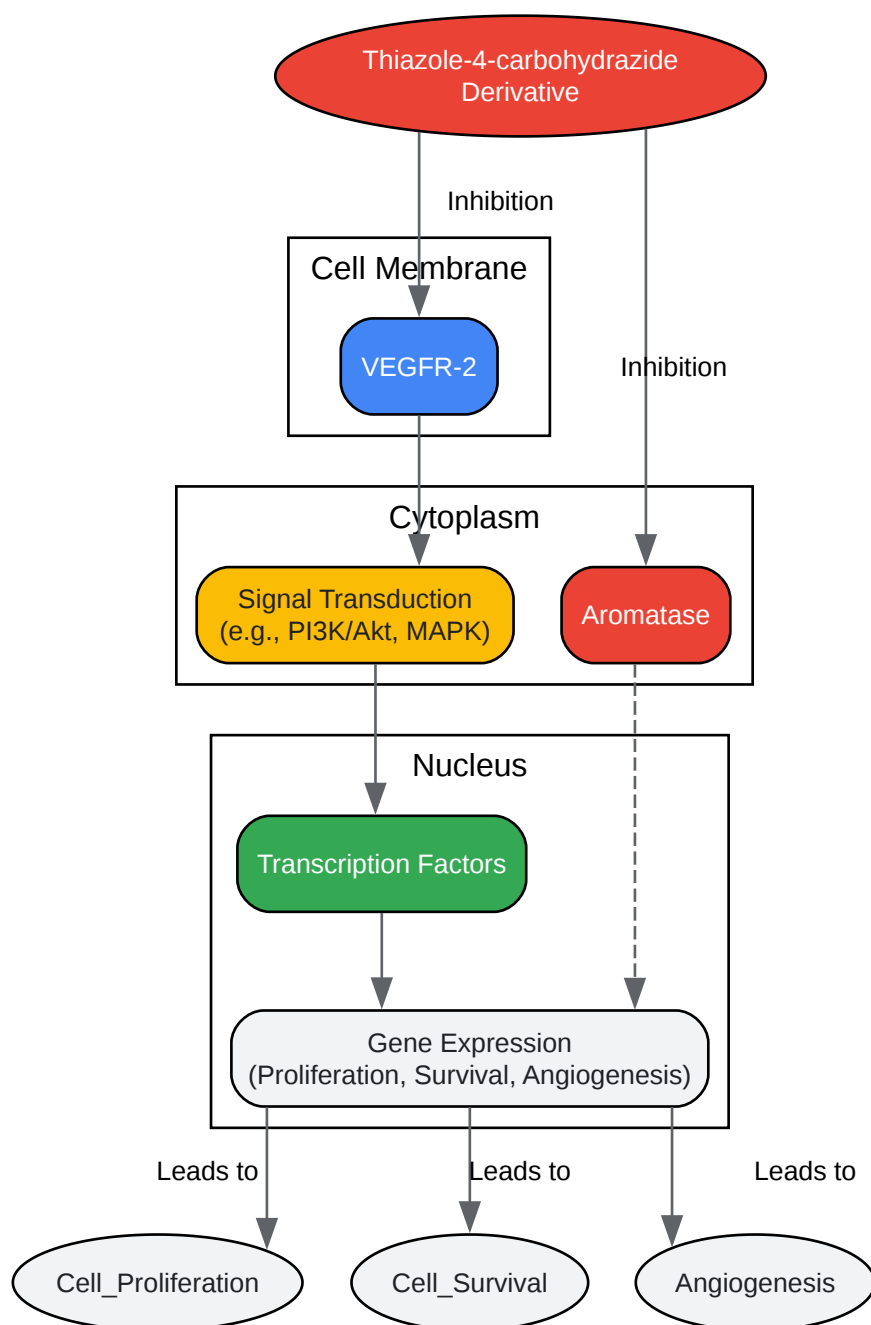 Thiazole-4-carbohydrazide
Derivative
Inhibition
Cell Membrane
VEGFR-2
Inhibition
Cytoplasm
Signal Transduction
(e.g., PI3K/Akt, MAPK)
Aromatase
Nucleus
Transcription Factors
Gene Expression
(Proliferation, Survival, Angiogenesis)
Leads to
Leads to
Leads to
Cell_Proliferation
Cell_Survival
Angiogenesis